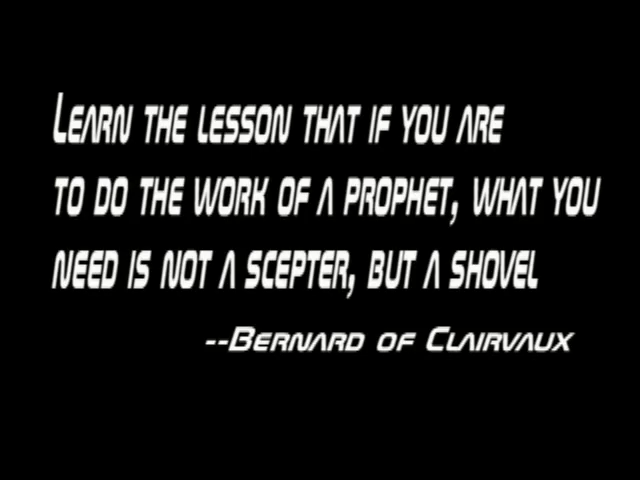 Learn the lesson that if you are
to do the work of a prophet, what you
need is not a scepter, but a shovel
--Bernard of Clairvaux